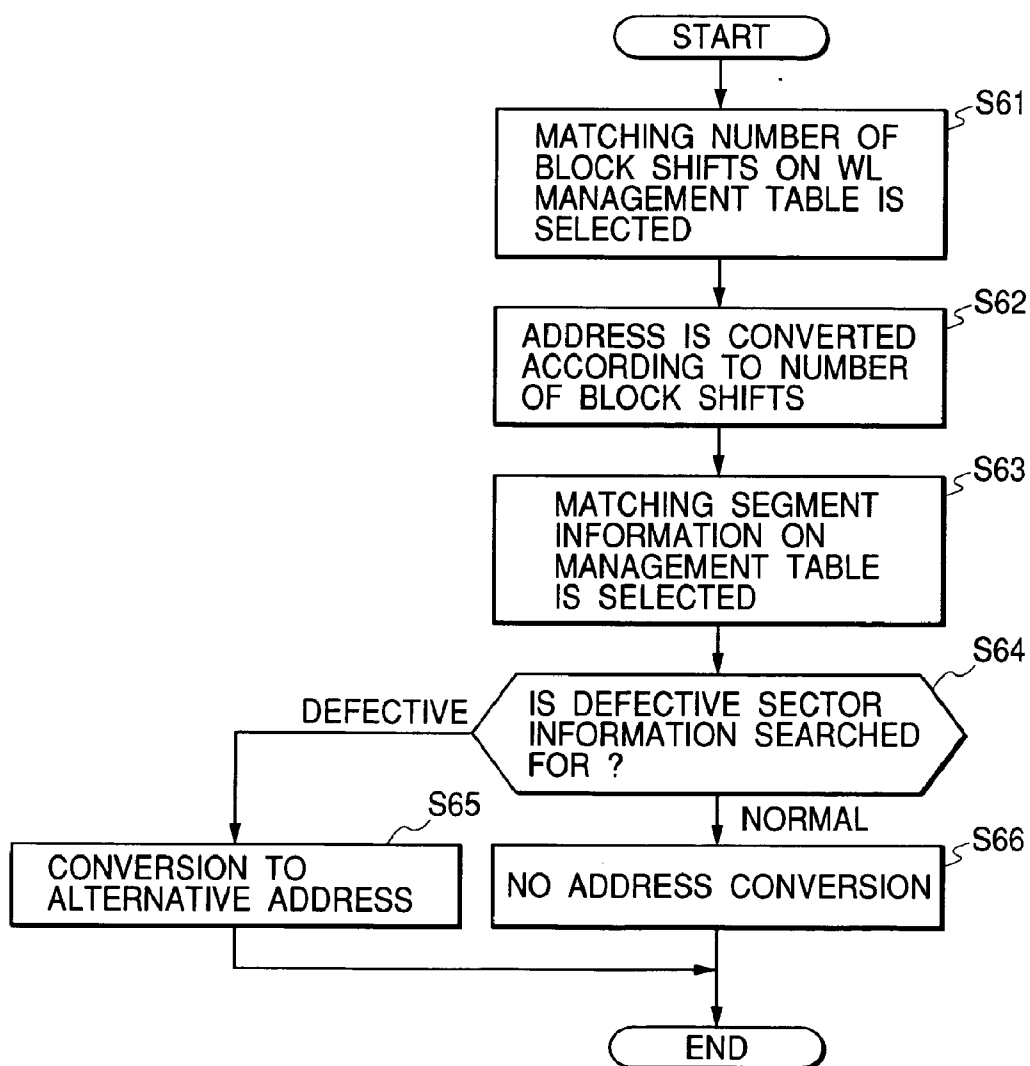 START
S61
MATCHING NUMBER OF
BLOCK SHIFTS ON WL
MANAGEMENT TABLE IS
SELECTED
S62
ADDRESS IS CONVERTED
ACCORDING TO NUMBER
OF BLOCK SHIFTS
S63
MATCHING SEGMENT
INFORMATION ON
MANAGEMENT TABLE
IS SELECTED
S64
IS DEFECTIVE SECTOR
INFORMATION SEARCHED
FOR ?
DEFECTIVE
NORMAL
S65
CONVERSION TO
ALTERNATIVE ADDRESS
S66
NO ADDRESS CONVERSION
END